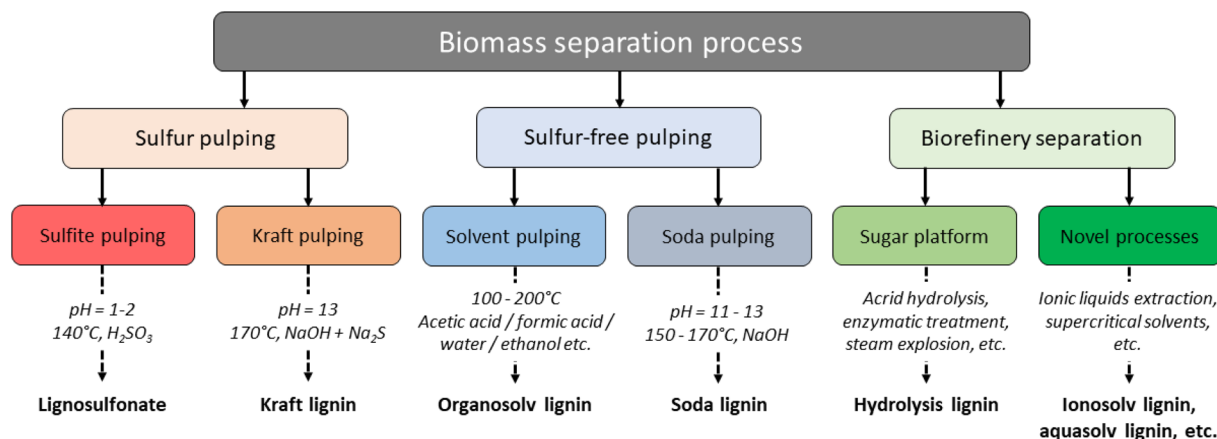 Biomass separation process
Sulfur pulping
Sulfur-free pulping
Biorefinery separation
Sulfite pulping
Kraft pulping
Solvent pulping
Soda pulping
Sugar platform
Novel processes
pH = 1-2
140°C, H₂SO₃
pH = 13
170°C, NaOH + Na₂S
100 - 200°C
Acetic acid / formic acid /
water / ethanol etc.
pH = 11 - 13
150 - 170°C, NaOH
Acrid hydrolysis,
enzymatic treatment,
steam explosion, etc.
Ionic liquids extraction,
supercritical solvents,
etc.
Lignosulfonate
Kraft lignin
Organosolv lignin
Soda lignin
Hydrolysis lignin
Ionosolv lignin,
aquasolv lignin, etc.